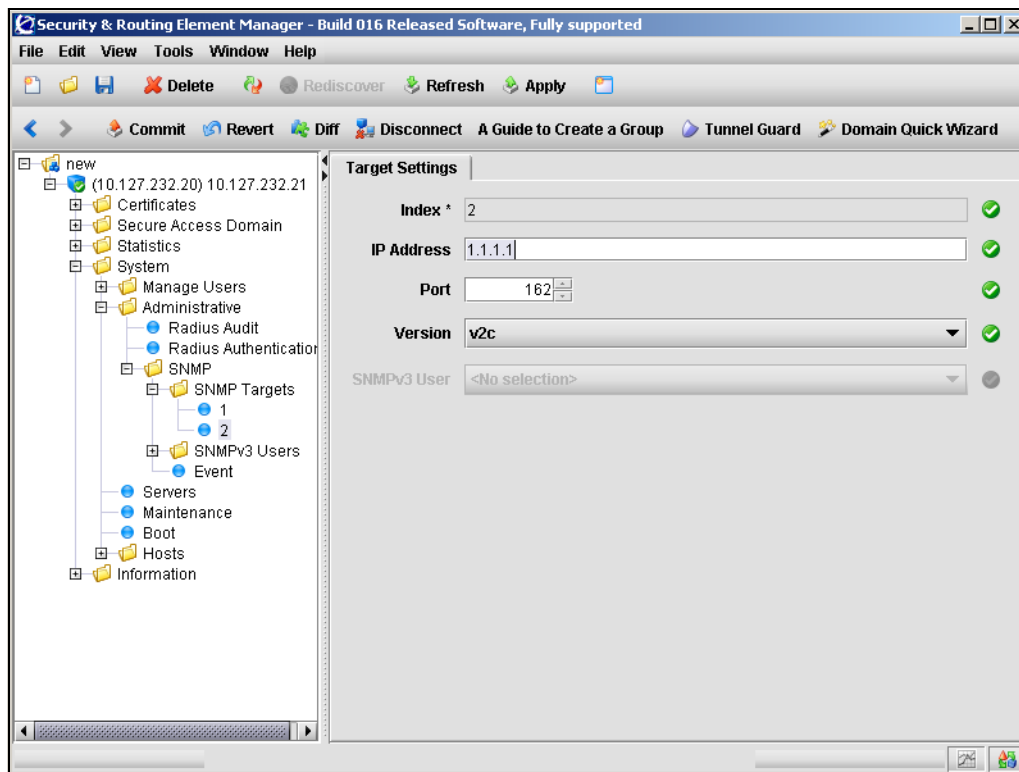 Security & Routing Element Manager - Build 016 Released Software, Fully supported
File Edit View Tools Window Help
Delete Rediscover Refresh Apply
Commit Revert Diff Disconnect A Guide to Create a Group Tunnel Guard Domain Quick Wizard
new
(10.127.232.20) 10.127.232.21
Certificates
Secure Access Domain
Statistics
System
Manage Users
Administrative
Radius Audit
Radius Authentication
SNMP
SNMP Targets
1
2
SNMPv3 Users
Event
Servers
Maintenance
Boot
Hosts
Information
Target Settings
Index * 2
IP Address 1.1.1.1
Port 162
Version v2c
SNMPv3 User <No selection>